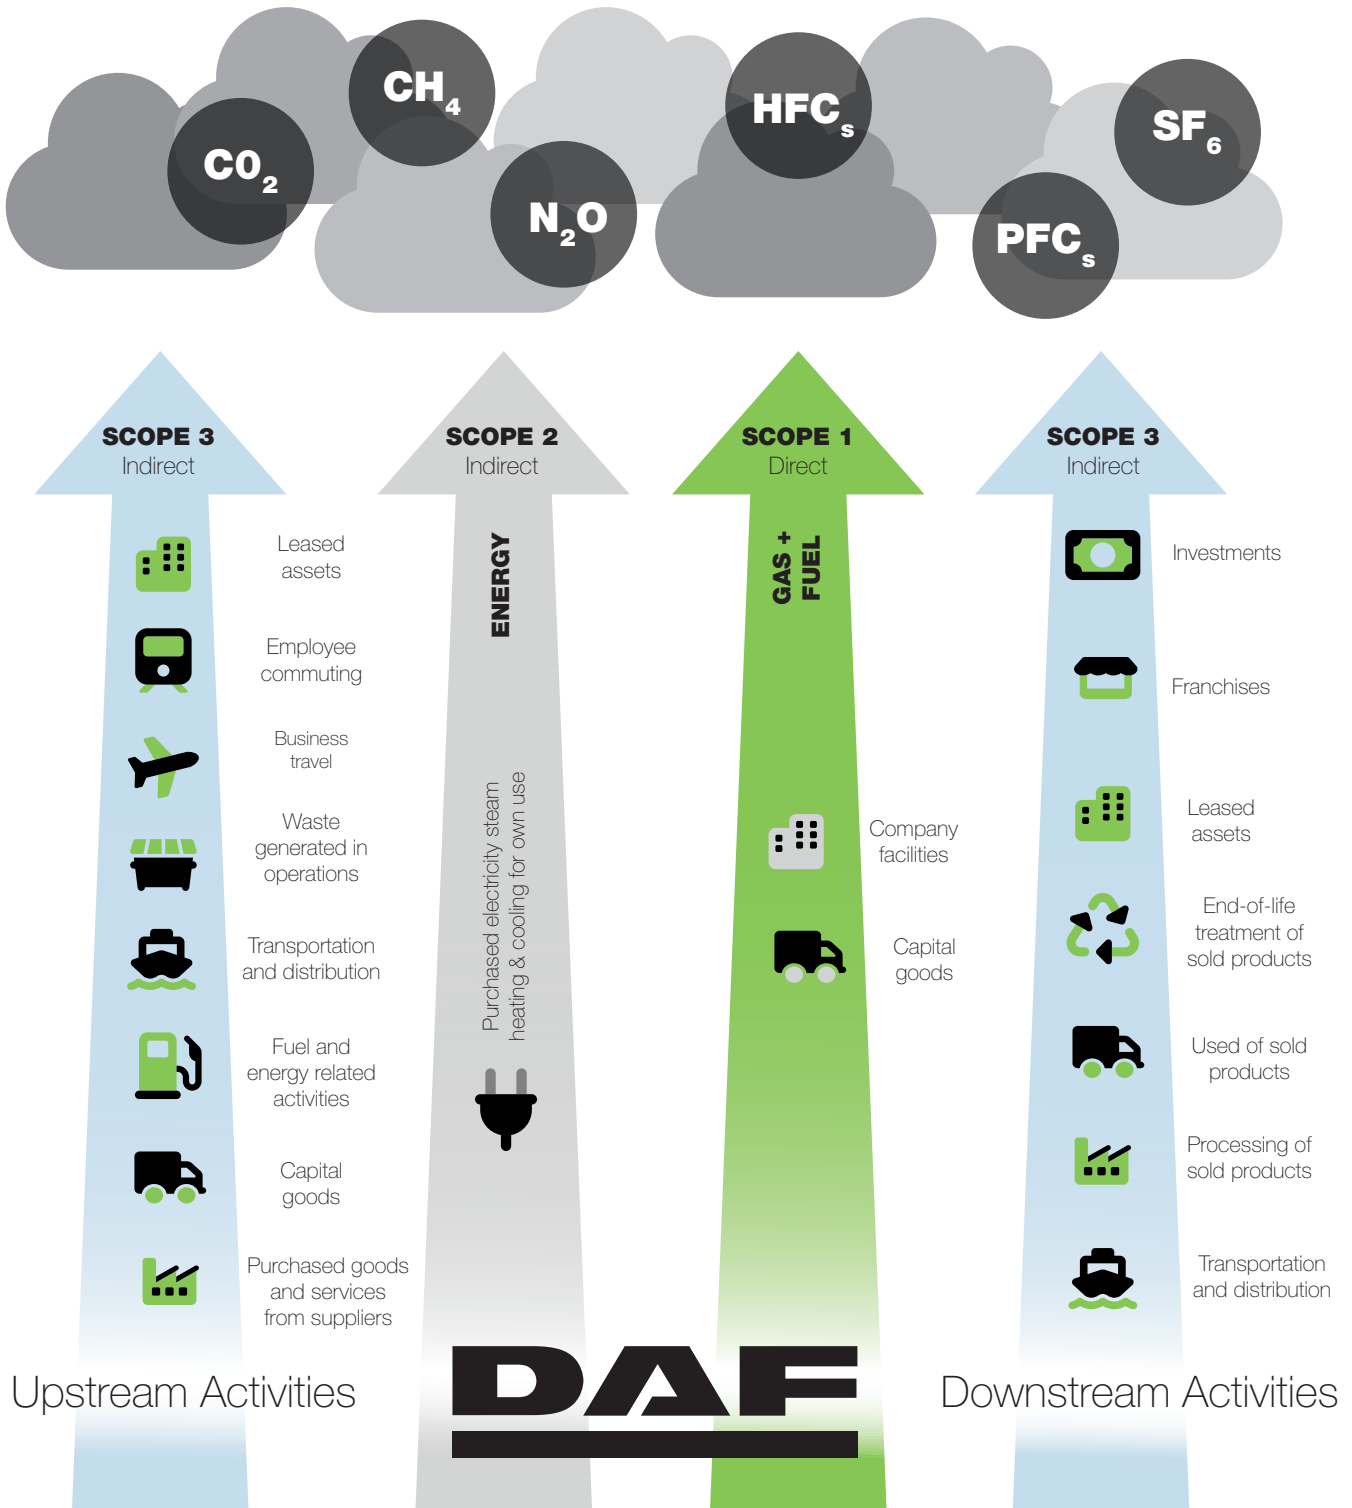 CH4
HFCs
SF6
C02
N2O
PFCs
SCOPE 3
Indirect
Leased
assets
Employee
commuting
Business
travel
Waste
generated in
operations
Transportation
and distribution
Fuel and
energy related
activities
Capital
goods
Purchased goods
and services
from suppliers
Upstream Activities
SCOPE 2
Indirect
ENERGY
Purchased electricity steam
heating & cooling for own use
SCOPE 1
Direct
GAS +
FUEL
Company
facilities
Capital
goods
DAF
SCOPE 3
Indirect
Investments
Franchises
Leased
assets
End-of-life
treatment of
sold products
Used of sold
products
Processing of
sold products
Transportation
and distribution
Downstream Activities